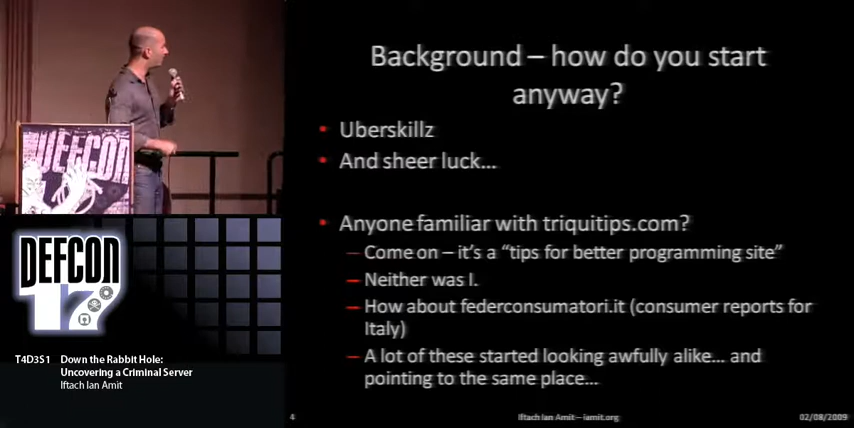 Background – how do you start
anyway?
• Uberskillz
• And sheer luck...
• Anyone familiar with triquitips.com?
– Come on – it's a "tips for better programming site"
– Neither was I.
– How about federconsumatori.it (consumer reports for
Italy)
– A lot of these started looking awfully alike... and
pointing to the same place...
4
Iftach Ian Amit – iamit.org
02/08/2009
DEFCON
DEFCON
17
T4D3S1
Down the Rabbit Hole:
Uncovering a Criminal Server
Iftach Ian Amit